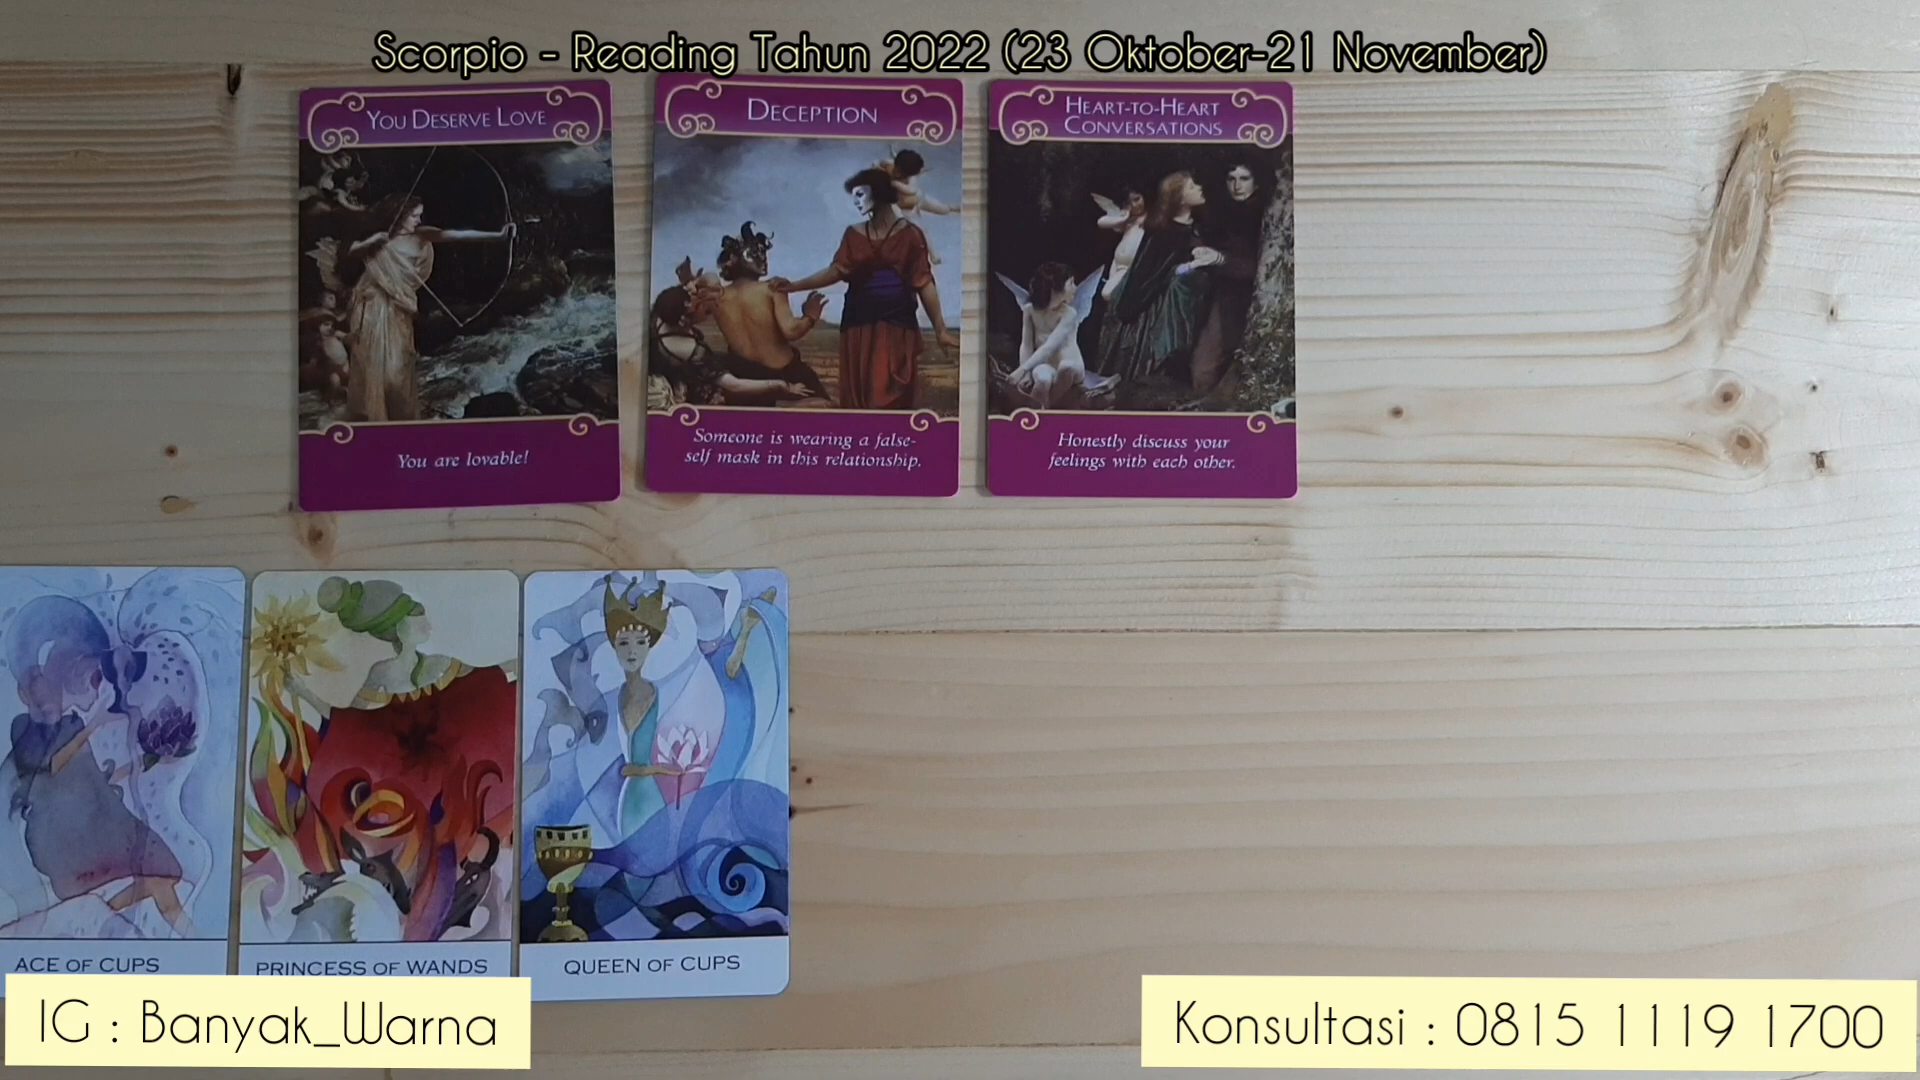 Scorpio - Reading Tahun 2022 (23 Oktober-21 November)
YOU DESERVE LOVE
You are lovable!
DECEPTION
Someone is wearing a false-
self mask in this relationship.
HEART-TO-HEART
CONVERSATIONS
Honestly discuss your
feelings with each other.
ACE OF CUPS
PRINCESS OF WANDS
QUEEN OF CUPS
IG : Banyak_Warna
Konsultasi : 0815 1119 1700